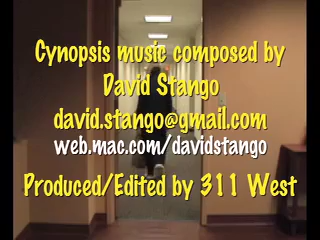 Cynopsis music composed by
David Stango
david.stango@gmail.com
web.mac.com/davidstango
Produced/Edited by 311 West